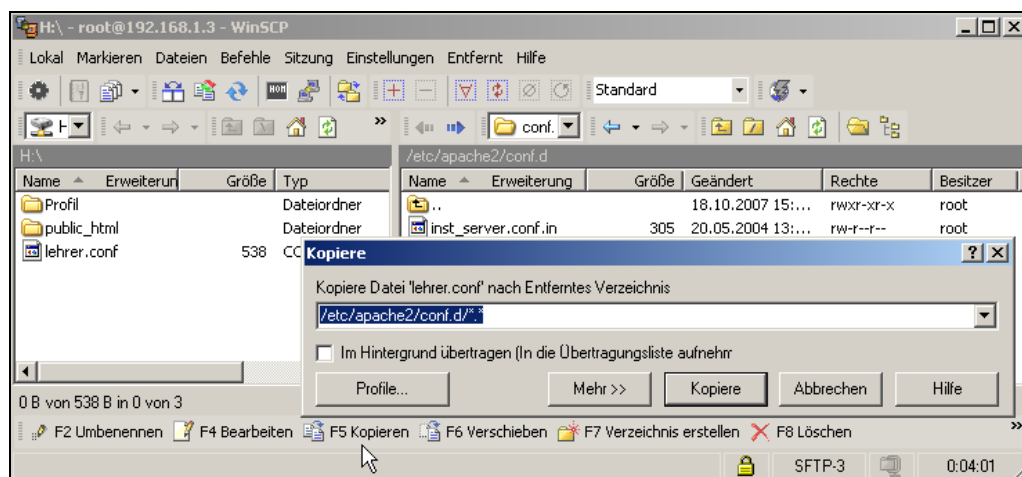 H:\ - root@192.168.1.3 - WinSCP
Lokal Markieren Dateien Befehle Sitzung Einstellungen Entfernt Hilfe
Standard
conf.
H:\ /etc/apache2/conf.d
Name Erweiterun Größe Typ Name Erweiterung Größe Geändert Rechte Besitzer
Profil Dateiordner .. 18.10.2007 15:... rwxr-xr-x root
public_html Dateiordner inst_server.conf.in 305 20.05.2004 13:... rw-r--r-- root
lehrer.conf 538 CC
Kopiere
Kopiere Datei 'lehrer.conf' nach Entferntes Verzeichnis
/etc/apache2/conf.d/*.*
Im Hintergrund übertragen (In die Übertragungsliste aufnehm
Profile... Mehr >> Kopiere Abbrechen Hilfe
0 B von 538 B in 0 von 3
F2 Umbenennen F4 Bearbeiten F5 Kopieren F6 Verschieben F7 Verzeichnis erstellen F8 Löschen
SFTP-3 0:04:01